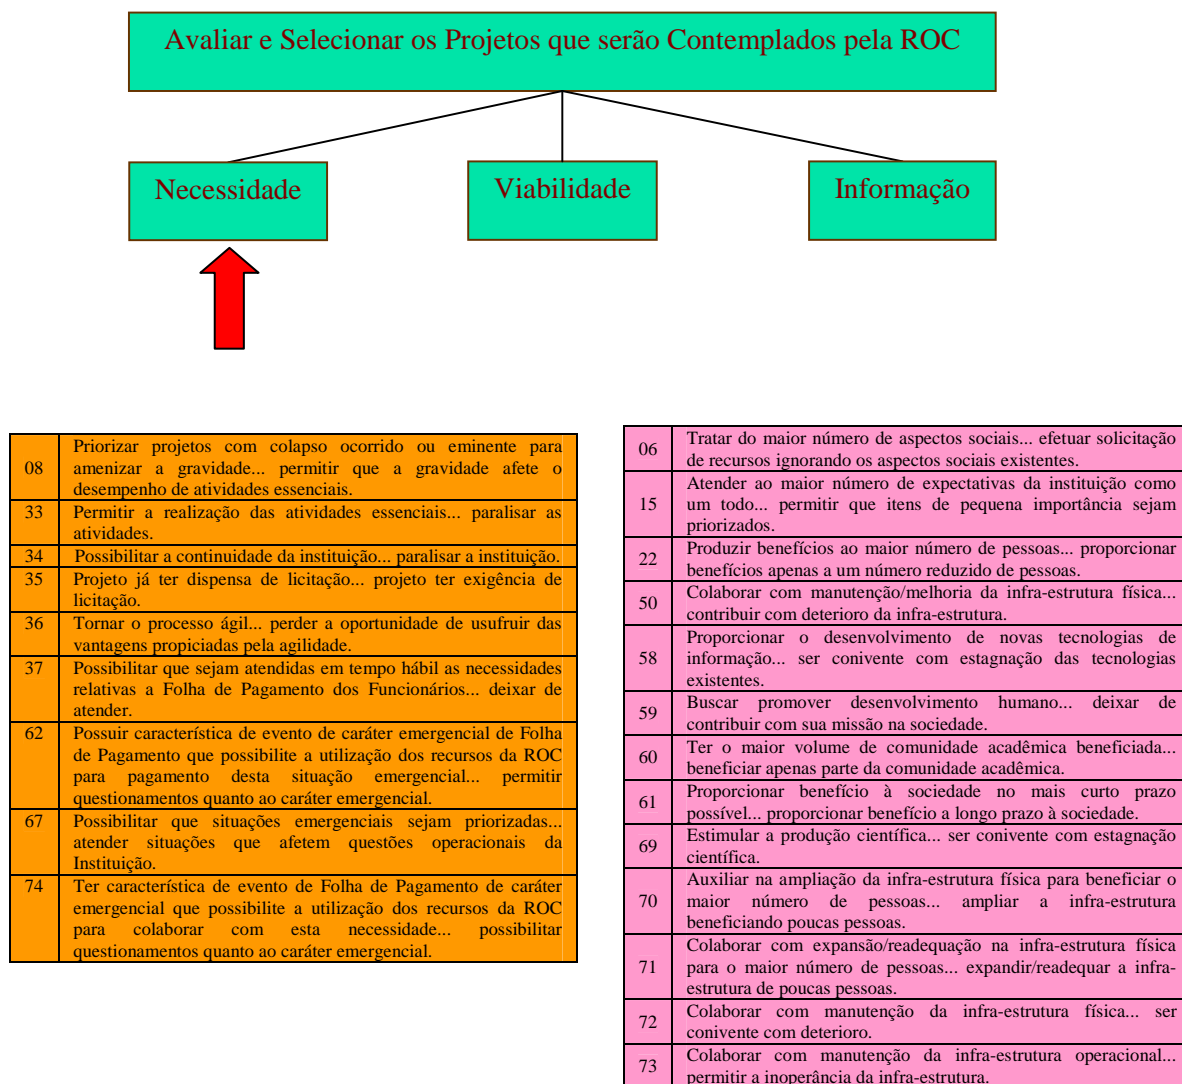 Avaliar e Selecionar os Projetos que serão Contemplados pela ROC
Necessidade
Viabilidade
Informação
08
Priorizar projetos com colapso ocorrido ou eminente para
amenizar a gravidade... permitir que a gravidade afete o
desempenho de atividades essenciais.
33
Permitir a realização das atividades essenciais... paralisar as
atividades.
34
Possibilitar a continuidade da instituição... paralisar a instituição.
35
Projeto já ter dispensa de licitação... projeto ter exigência de
licitação.
36
Tornar o processo ágil... perder a oportunidade de usufruir das
vantagens propiciadas pela agilidade.
37
Possibilitar que sejam atendidas em tempo hábil as necessidades
relativas a Folha de Pagamento dos Funcionários... deixar de
atender.
62
Possuir característica de evento de caráter emergencial de Folha
de Pagamento que possibilite a utilização dos recursos da ROC
para pagamento desta situação emergencial... permitir
questionamentos quanto ao caráter emergencial.
67
Possibilitar que situações emergenciais sejam priorizadas...
atender situações que afetem questões operacionais da
Instituição.
74
Ter característica de evento de Folha de Pagamento de caráter
emergencial que possibilite a utilização dos recursos da ROC
para colaborar com esta necessidade... possibilitar
questionamentos quanto ao caráter emergencial.
06
Tratar do maior número de aspectos sociais... efetuar solicitação
de recursos ignorando os aspectos sociais existentes.
15
Atender ao maior número de expectativas da instituição como
um todo... permitir que itens de pequena importância sejam
priorizados.
22
Produzir benefícios ao maior número de pessoas... proporcionar
benefícios apenas a um número reduzido de pessoas.
50
Colaborar com manutenção/melhoria da infra-estrutura física...
contribuir com deterioro da infra-estrutura.
58
Proporcionar o desenvolvimento de novas tecnologias de
informação... ser conivente com estagnação das tecnologias
existentes.
59
Buscar promover desenvolvimento humano... deixar de
contribuir com sua missão na sociedade.
60
Ter o maior volume de comunidade acadêmica beneficiada...
beneficiar apenas parte da comunidade acadêmica.
61
Proporcionar benefício à sociedade no mais curto prazo
possível... proporcionar benefício a longo prazo à sociedade.
69
Estimular a produção científica... ser conivente com estagnação
científica.
70
Auxiliar na ampliação da infra-estrutura física para beneficiar o
maior número de pessoas... ampliar a infra-estrutura
beneficiando poucas pessoas.
71
Colaborar com expansão/readequação na infra-estrutura física
para o maior número de pessoas... expandir/readequar a infra-
estrutura de poucas pessoas.
72
Colaborar com manutenção da infra-estrutura física... ser
conivente com deterioro.
73
Colaborar com manutenção da infra-estrutura operacional...
permitir a inoperância da infra-estrutura.